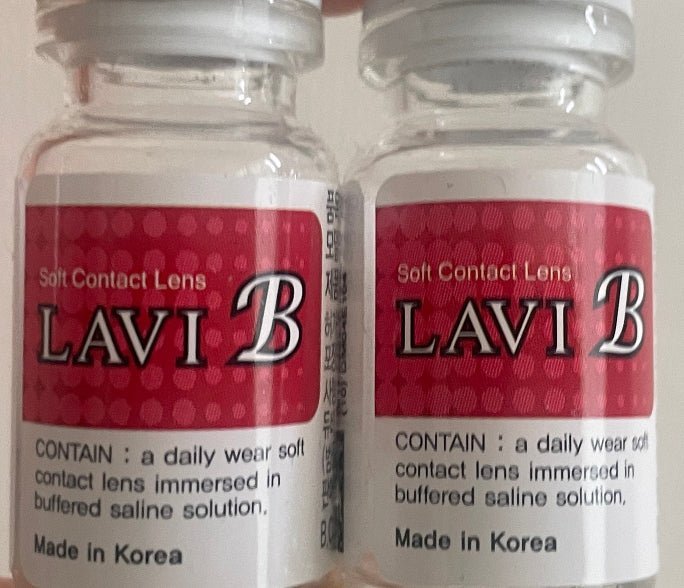 Soft Contact Lens
LAVI B
CONTAIN : a daily wear soft
contact lens immersed in
buffered saline solution.
Made in Korea
Soft Contact Lens
LAVI B
CONTAIN : a daily wear soft
contact lens immersed in
buffered saline solution.
Made in Korea